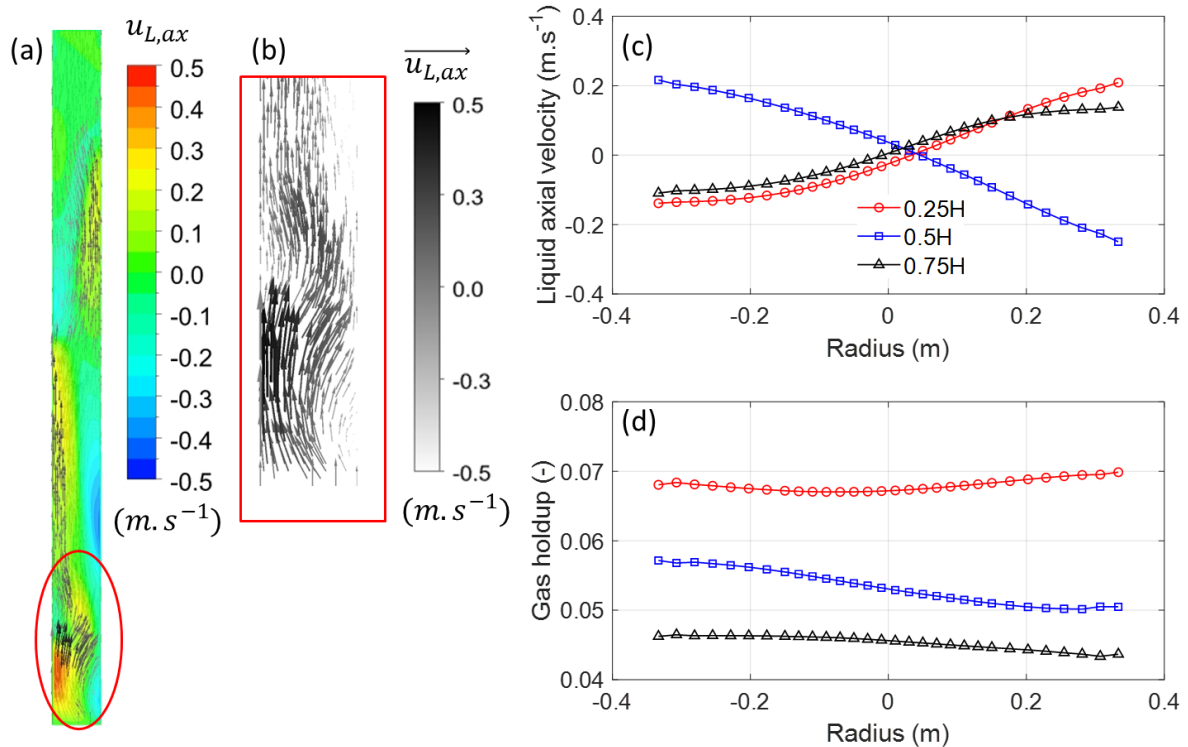 (a)
u_{L,ax}
0.5
0.4
0.3
0.2
0.1
0.0
-0.1
-0.2
-0.3
-0.4
-0.5
(m.s⁻¹)
(b)
u_{L,ax}
0.5
0.3
0.0
-0.3
-0.5
(m.s⁻¹)
(c)
Liquid axial velocity (m.s⁻¹)
0.4
0.2
0
-0.2
-0.4
0.25H
0.5H
0.75H
-0.4 -0.2 0 0.2 0.4
Radius (m)
(d)
Gas holdup (-)
0.08
0.07
0.06
0.05
0.04
-0.4 -0.2 0 0.2 0.4
Radius (m)